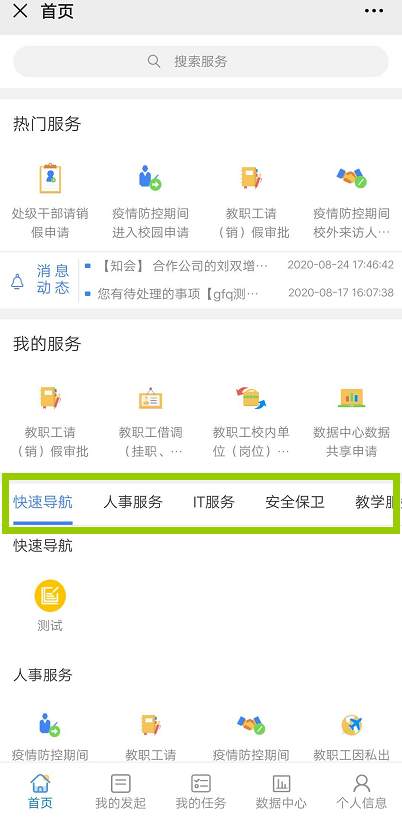 首页
搜索服务
热门服务
处级干部请销 疫情防控期间 教职工请 疫情防控期间
假申请 进入校园申请 （销）假审批 校外来访人…
消息 【知会】 合作公司的刘双增… 2020-08-24 17:46:42
动态 您有待处理的事项【gfq测… 2020-08-17 16:07:38
我的服务
教职工请 教职工借调 教职工校内单 数据中心数据
（销）假审批 （挂职、… 位（岗位）… 共享申请
快速导航 人事服务 IT服务 安全保卫 教学服
快速导航
测试
人事服务
疫情防控期间 教职工请 疫情防控期间 教职工因私出
首页 我的发起 我的任务 数据中心 个人信息